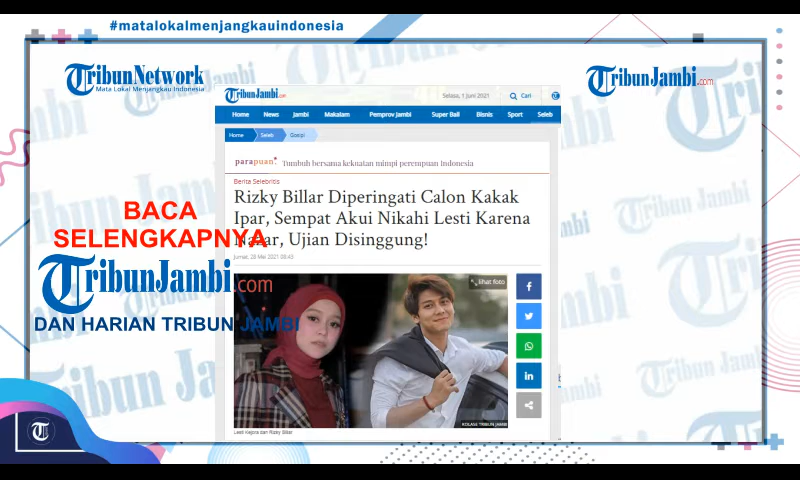 #matalokalmenjangkauindonesia
TribunNetwork
Mata Lokal Menjangkau Indonesia
TribunJambi.com
TribunJambi.com
Selasa, 1 Juni 2021
Cari
Home News Jambi Makalam Pemprov Jambi Super Ball Bisnis Sport Seleb
Home Seleb Gosip
parapuan. Tumbuh bersama kekuatan mimpi perempuan Indonesia
Berita Selebritis
Rizky Billar Diperingati Calon Kakak
Ipar, Sempat Akui Nikahi Lesti Karena
Nazar, Ujian Disinggung!
Jumat, 28 Mei 2021 08:43
BACA
SELENGKAPNYA
TribunJambi.com
DAN HARIAN TRIBUN JAMBI
lihat foto
KOLASE TRIBUN JAMBI
Lesti Kejora dan Rizky Billar
Tribun Jambi